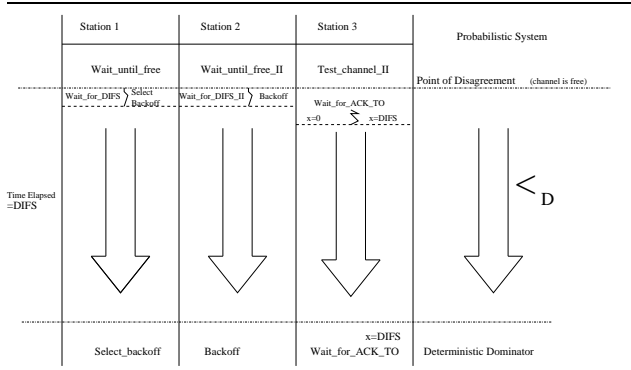 Station 1
Station 2
Station 3
Probabilistic System
Wait_until_free
Wait_until_free_II
Test_channel_II
Point of Disagreement (channel is free)
Wait_for_DIFS
Select
Backoff
Wait_for_DIFS_II
Backoff
Wait_for_ACK_TO
x=0
x=DIFS
Time Elapsed
=DIFS
< D
x=DIFS
Select_backoff
Backoff
Wait_for_ACK_TO
Deterministic Dominator